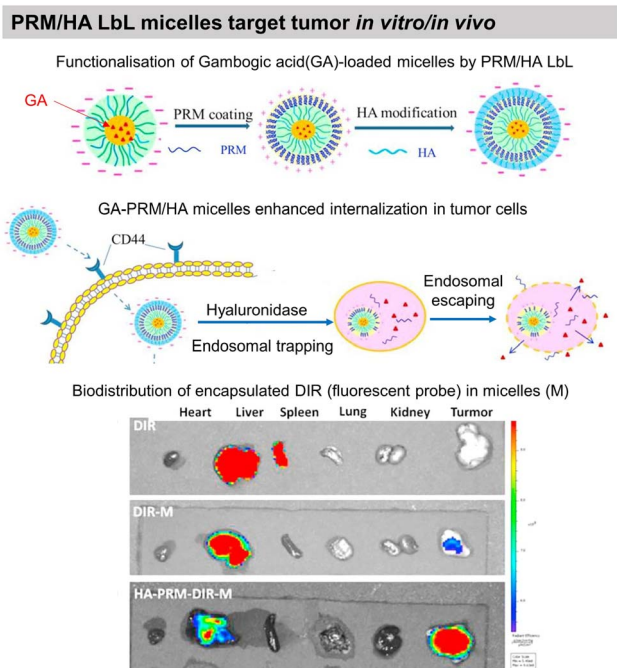 PRM/HA LbL micelles target tumor in vitro/in vivo
Functionalisation of Gambogic acid(GA)-loaded micelles by PRM/HA LbL
GA
PRM coating
HA modification
PRM
HA
GA-PRM/HA micelles enhanced internalization in tumor cells
CD44
Hyaluronidase
Endosomal trapping
Endosomal escaping
Biodistribution of encapsulated DIR (fluorescent probe) in micelles (M)
Heart Liver Spleen Lung Kidney Turmor
DIR
DIR-M
HA-PRM-DIR-M